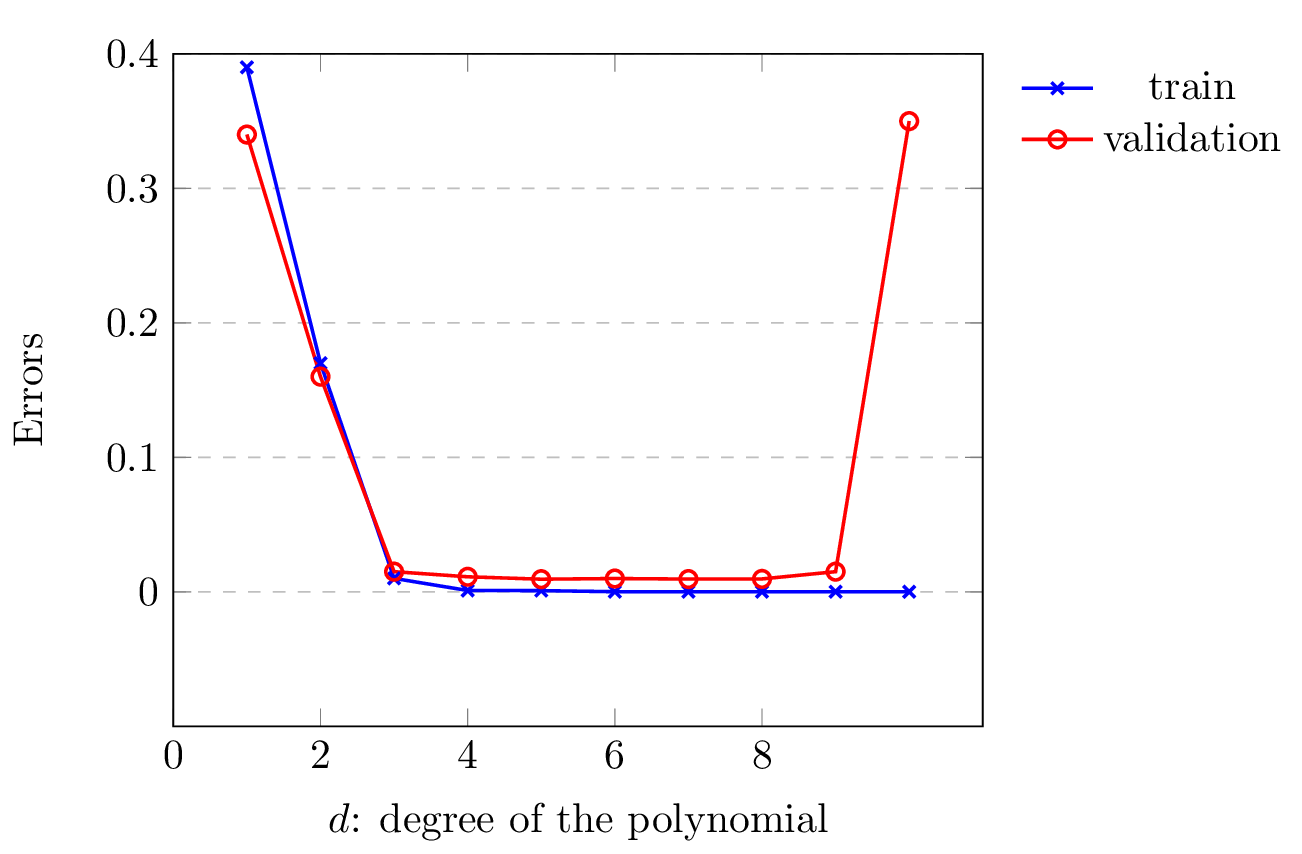 0.4
0.3
0.2
0.1
0
Errors
0 2 4 6 8
d: degree of the polynomial
train
validation